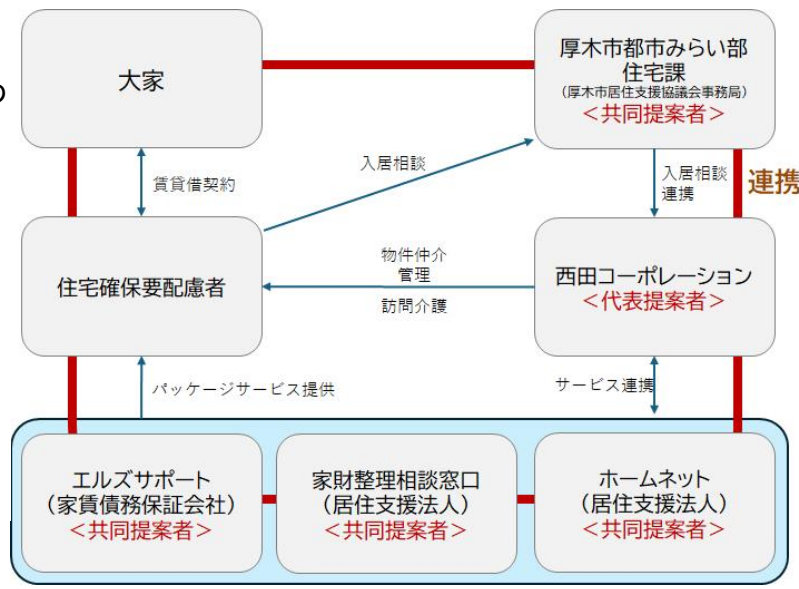 の
大家
厚木市都市みらい部
住宅課
（厚木市居住支援協議会事務局）
＜共同提案者＞
賃貸借契約
入居相談
入居相談
連携
連携
住宅確保要配慮者
物件仲介
管理
訪問介護
西田コーポレーション
＜代表提案者＞
パッケージサービス提供
サービス連携
エルズサポート
（家賃債務保証会社）
＜共同提案者＞
家財整理相談窓口
（居住支援法人）
＜共同提案者＞
ホームネット
（居住支援法人）
＜共同提案者＞